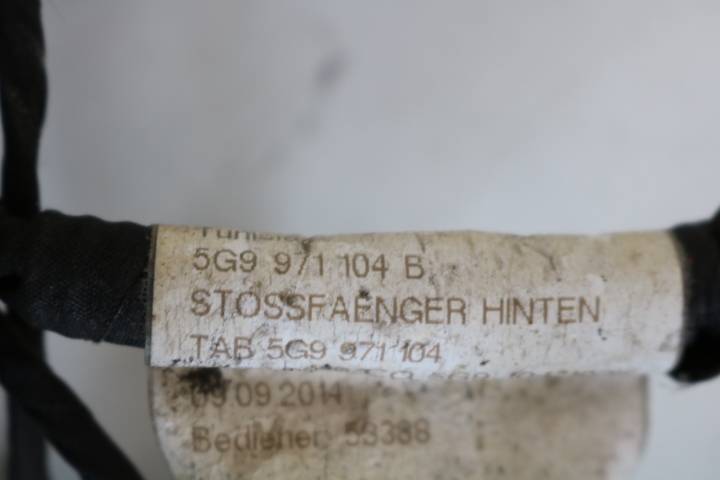 5G9 971 104 B
STOSSFAENGER HINTEN
TAB 5G9 971 104
09 09 2014
Bediener: 53388